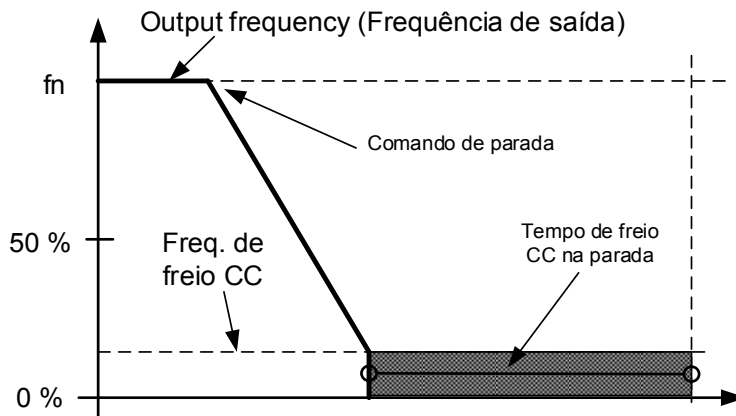 Output frequency (Frequência de saída)
fn
Comando de parada
50 %
Freq. de
freio CC
Tempo de freio
CC na parada
0 %